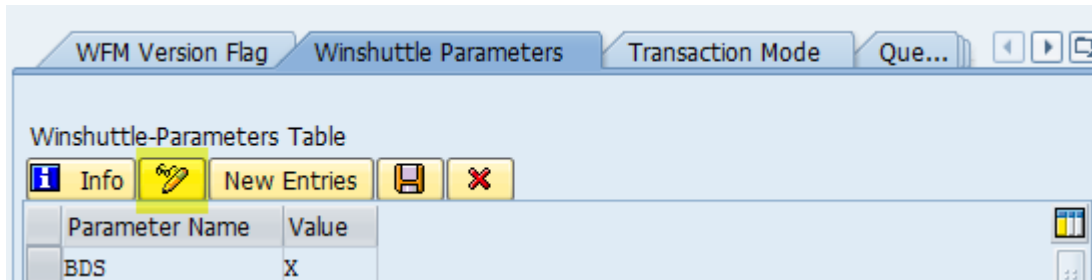 WFM Version Flag Winshuttle Parameters Transaction Mode Que...
Winshuttle-Parameters Table
Info New Entries
Parameter Name Value
BDS X